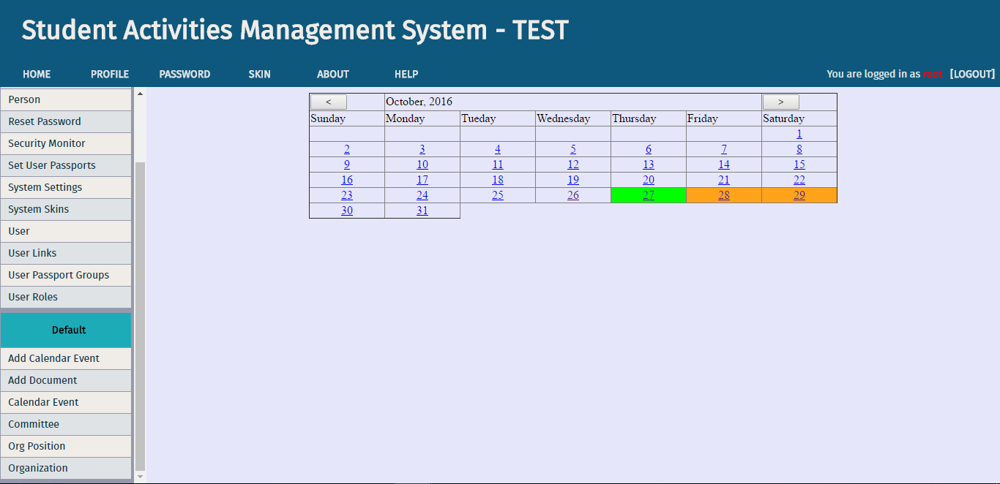 Student Activities Management System - TEST
HOME PROFILE PASSWORD SKIN ABOUT HELP You are logged in as root [LOGOUT]
Person
Reset Password
Security Monitor
Set User Passports
System Settings
System Skins
User
User Links
User Passport Groups
User Roles
Default
Add Calendar Event
Add Document
Calendar Event
Committee
Org Position
Organization
< October, 2016 >
Sunday Monday Tueday Wednesday Thursday Friday Saturday
1
2 3 4 5 6 7 8
9 10 11 12 13 14 15
16 17 18 19 20 21 22
23 24 25 26 27 28 29
30 31